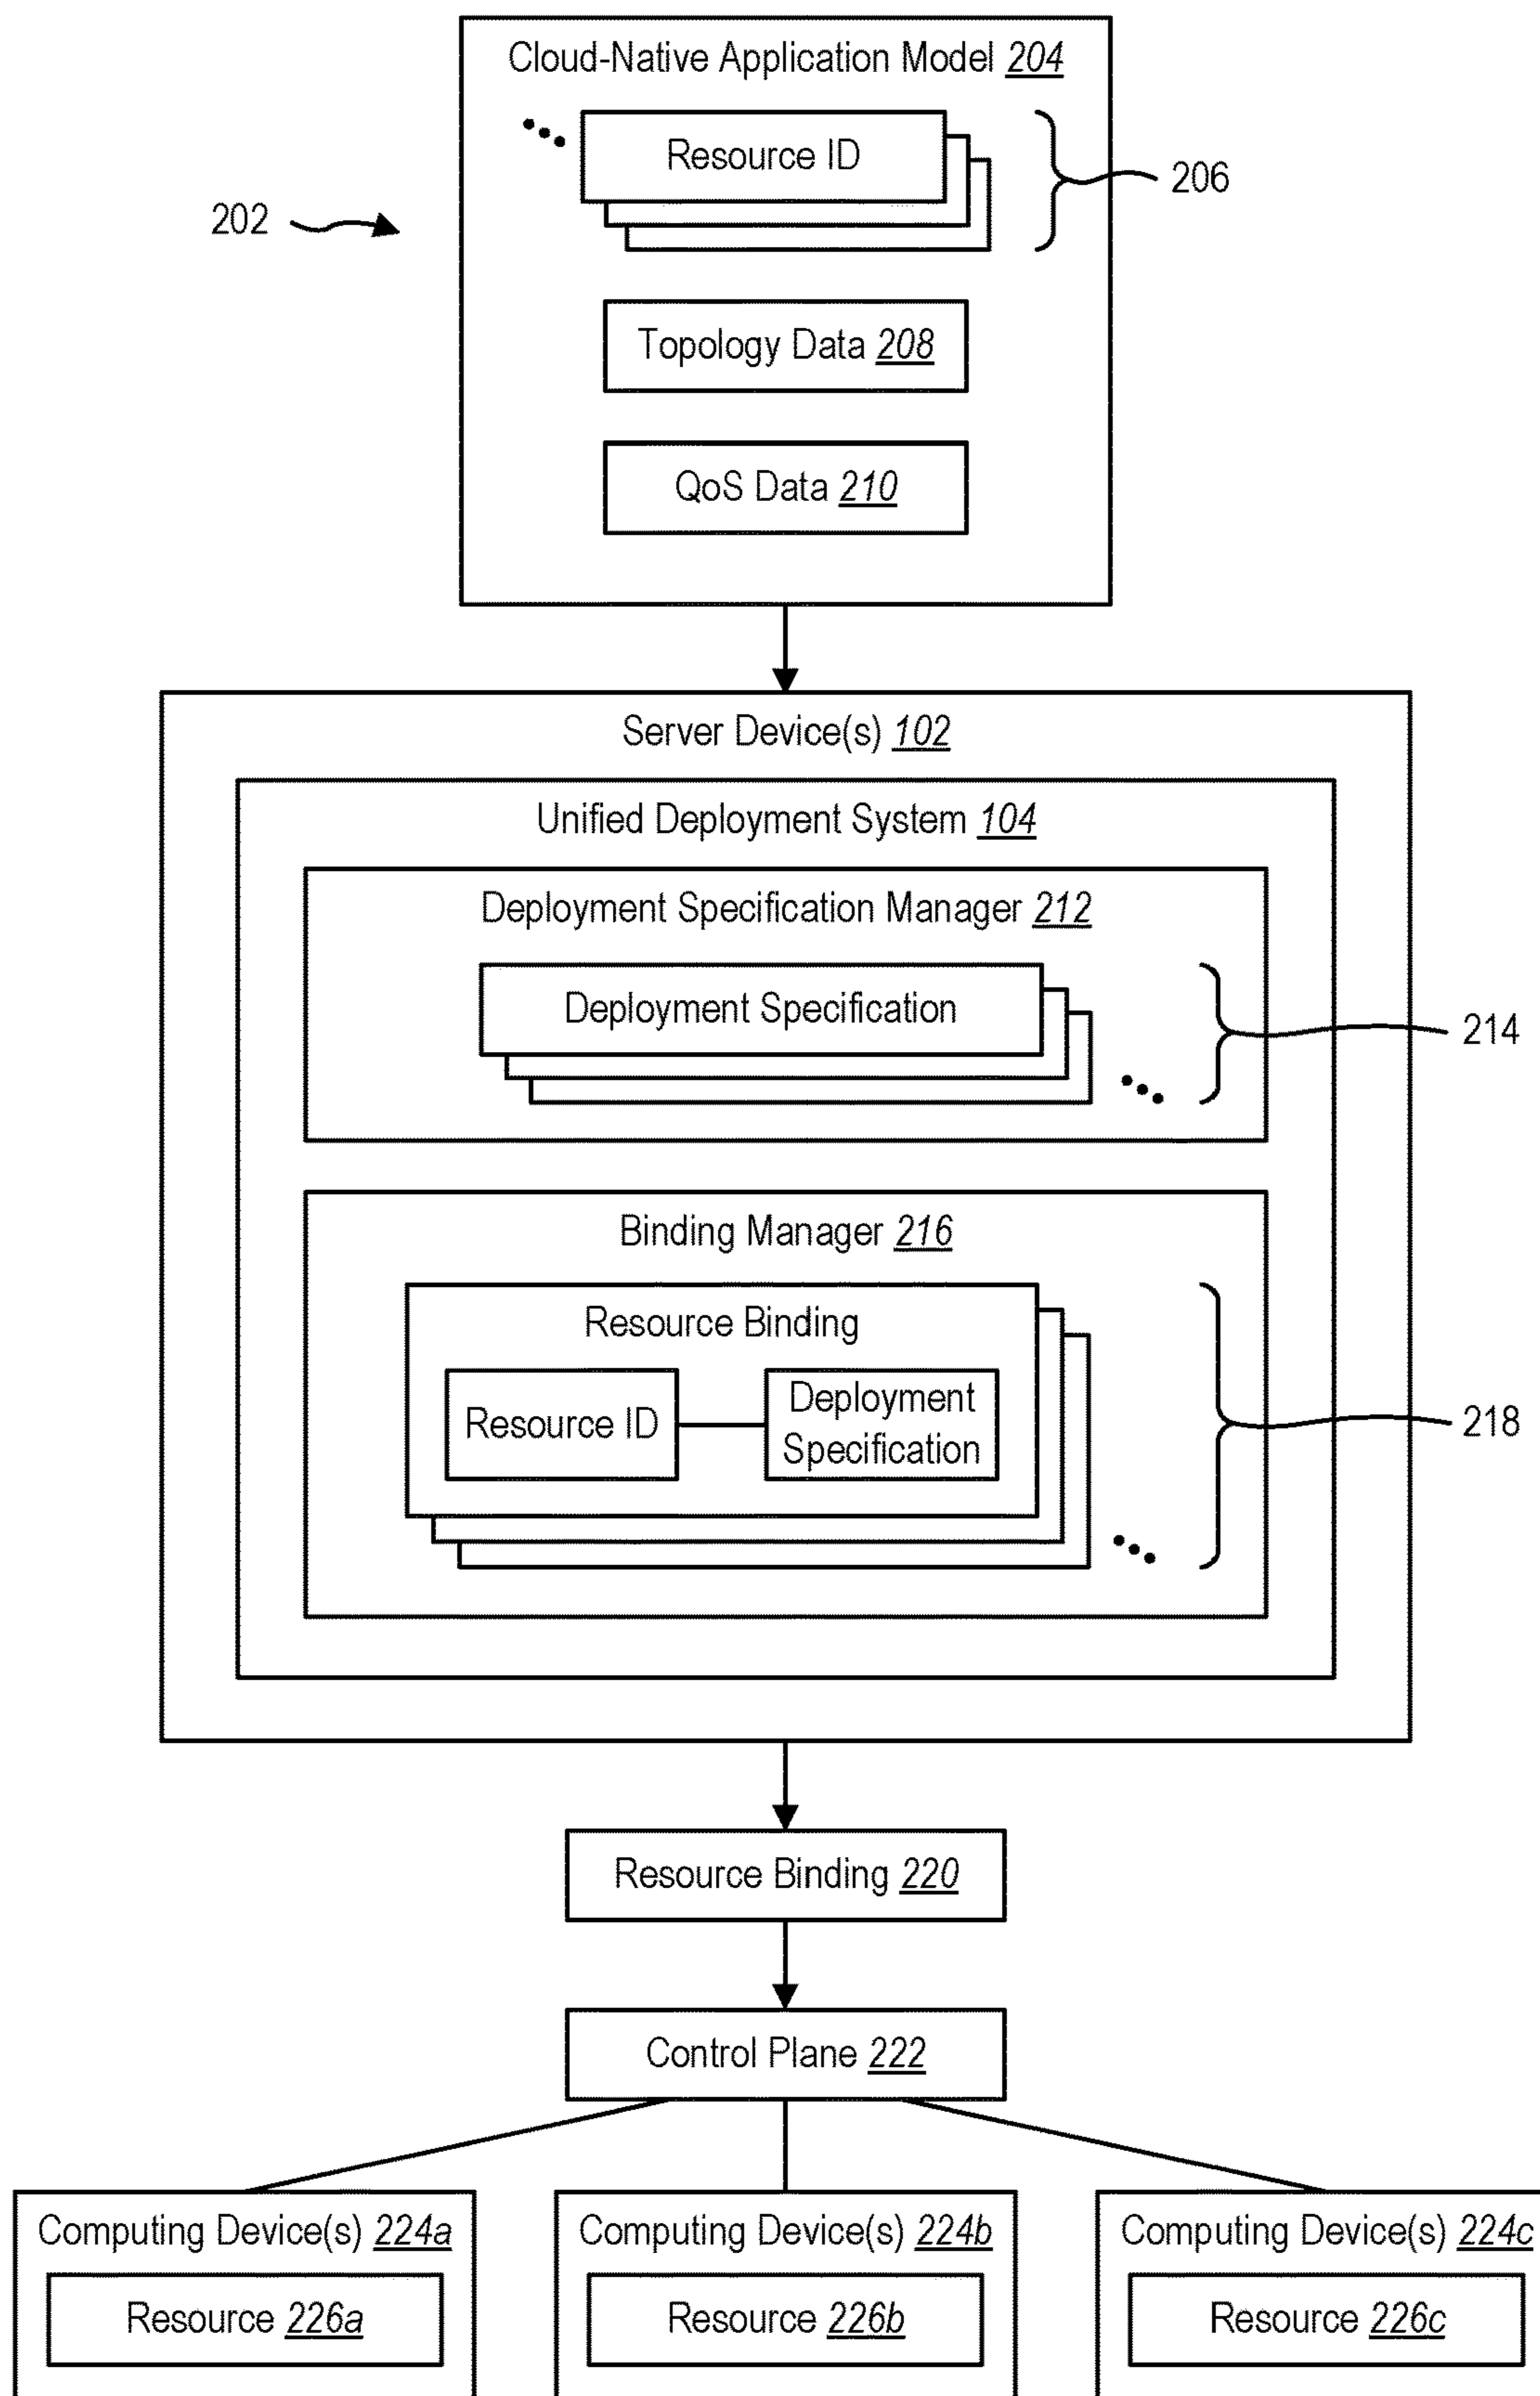 Cloud-Native Application Model 204
Resource ID
206
202
Topology Data 208
QoS Data 210
Server Device(s) 102
Unified Deployment System 104
Deployment Specification Manager 212
Deployment Specification
214
Binding Manager 216
Resource Binding
Resource ID
Deployment
Specification
218
Resource Binding 220
Control Plane 222
Computing Device(s) 224a
Resource 226a
Computing Device(s) 224b
Resource 226b
Computing Device(s) 224c
Resource 226c